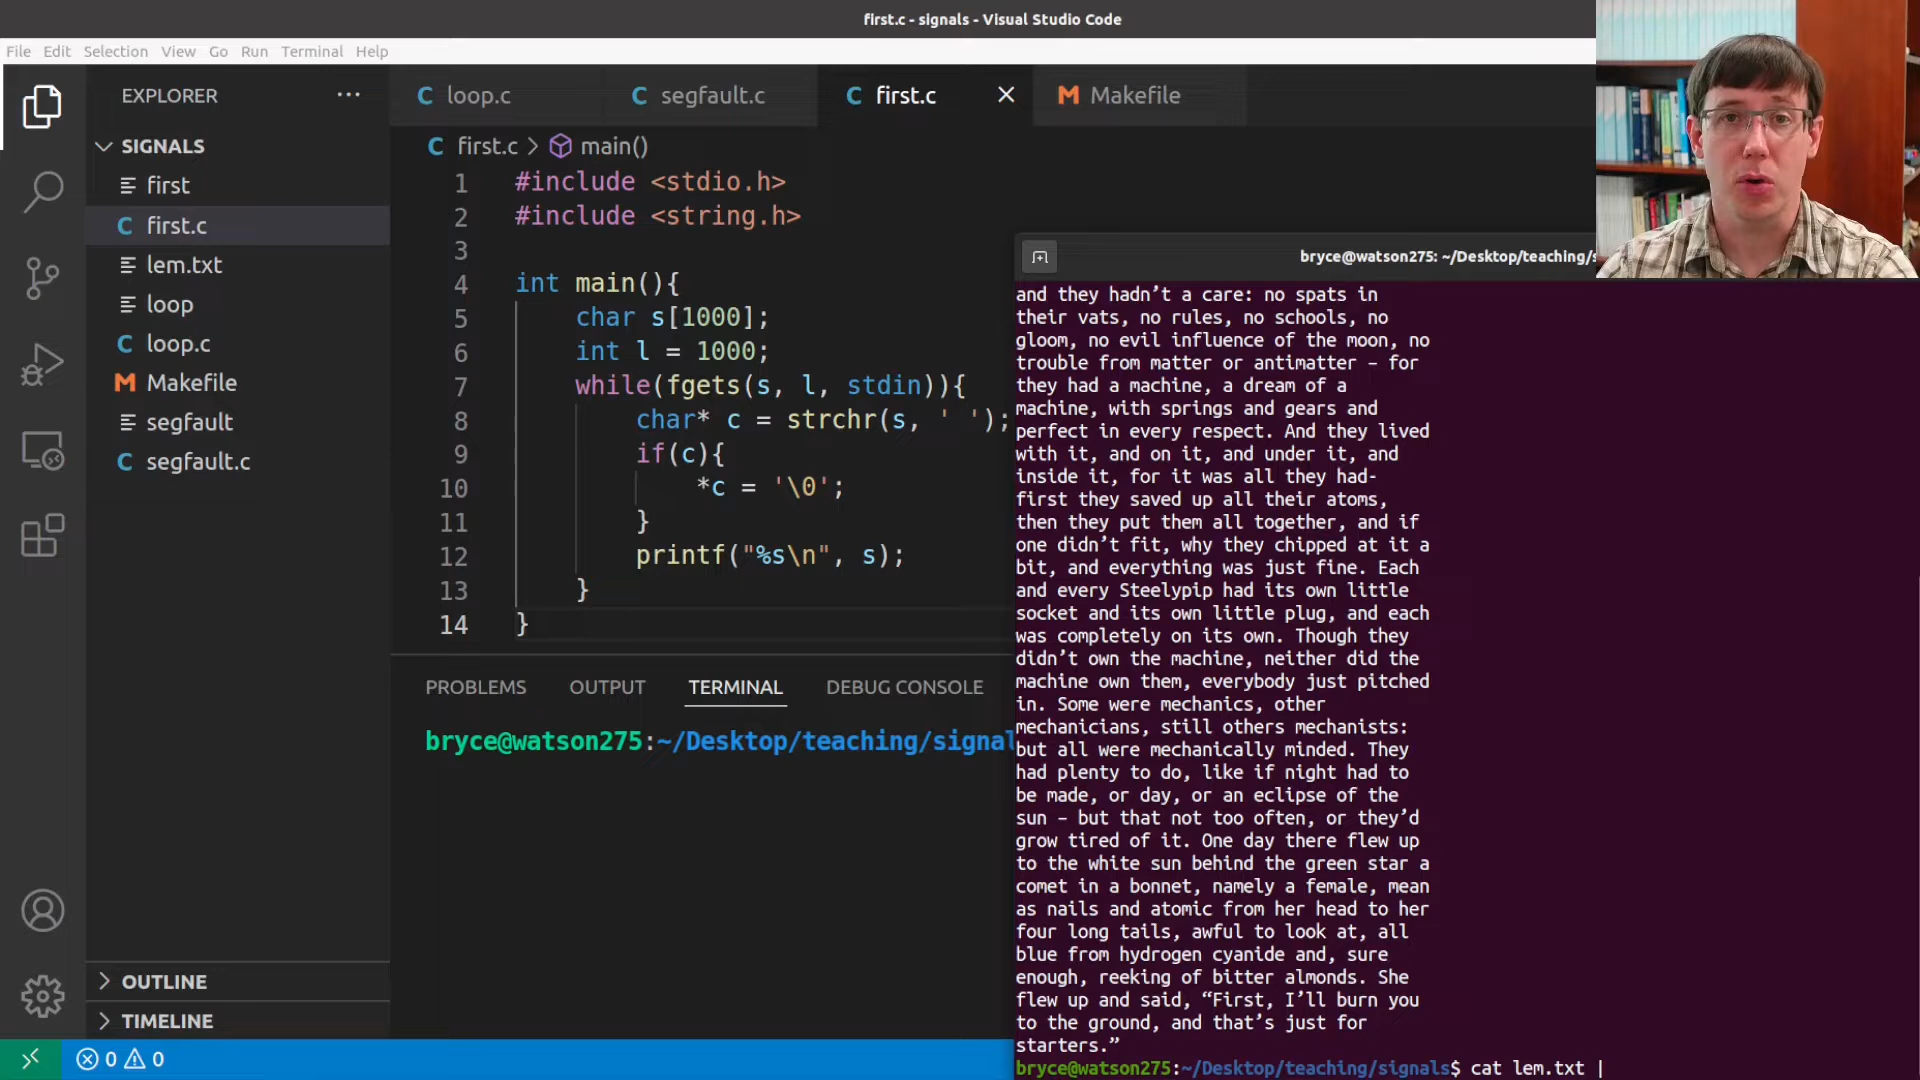 first.c - signals - Visual Studio Code
File Edit Selection View Go Run Terminal Help
EXPLORER ···
SIGNALS
first
C first.c
lem.txt
loop
C loop.c
M Makefile
segfault
C segfault.c
OUTLINE
TIMELINE
0 0
C loop.c C segfault.c C first.c M Makefile
C first.c > main()
1 #include <stdio.h>
2 #include <string.h>
3
4 int main(){
5 char s[1000];
6 int l = 1000;
7 while(fgets(s, l, stdin)){
8 char* c = strchr(s, ' ');
9 if(c){
10 *c = '\0';
11 }
12 printf("%s\n", s);
13 }
14 }
PROBLEMS OUTPUT TERMINAL DEBUG CONSOLE
bryce@watson275:~/Desktop/teaching/signal
bryce@watson275: ~/Desktop/teaching/s
and they hadn’t a care: no spats in
their vats, no rules, no schools, no
gloom, no evil influence of the moon, no
trouble from matter or antimatter – for
they had a machine, a dream of a
machine, with springs and gears and
perfect in every respect. And they lived
with it, and on it, and under it, and
inside it, for it was all they had-
first they saved up all their atoms,
then they put them all together, and if
one didn’t fit, why they chipped at it a
bit, and everything was just fine. Each
and every Steelypip had its own little
socket and its own little plug, and each
was completely on its own. Though they
didn’t own the machine, neither did the
machine own them, everybody just pitched
in. Some were mechanics, other
mechanicians, still others mechanists:
but all were mechanically minded. They
had plenty to do, like if night had to
be made, or day, or an eclipse of the
sun – but that not too often, or they’d
grow tired of it. One day there flew up
to the white sun behind the green star a
comet in a bonnet, namely a female, mean
as nails and atomic from her head to her
four long tails, awful to look at, all
blue from hydrogen cyanide and, sure
enough, reeking of bitter almonds. She
flew up and said, “First, I’ll burn you
to the ground, and that’s just for
starters.”
bryce@watson275:~/Desktop/teaching/signals$ cat lem.txt |